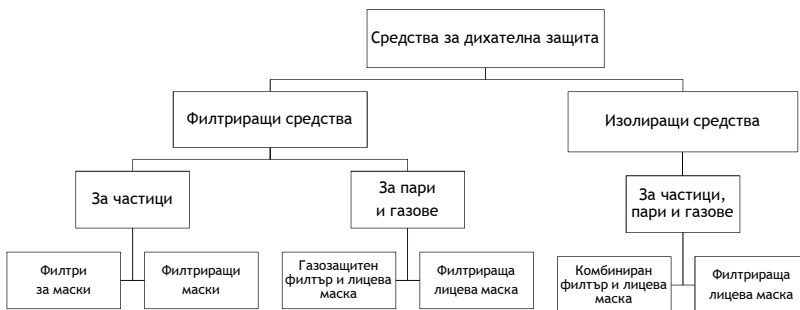 Средства за дихателна защита
Филтриращи средства
Изолиращи средства
За частици
За пари
и газове
За частици,
пари и газове
Филтри
за маски
Филтриращи
маски
Газозащитен
филтър и лицева
маска
Филтрираща
лицева маска
Комбиниран
филтър и лицева
маска
Филтрираща
лицева маска